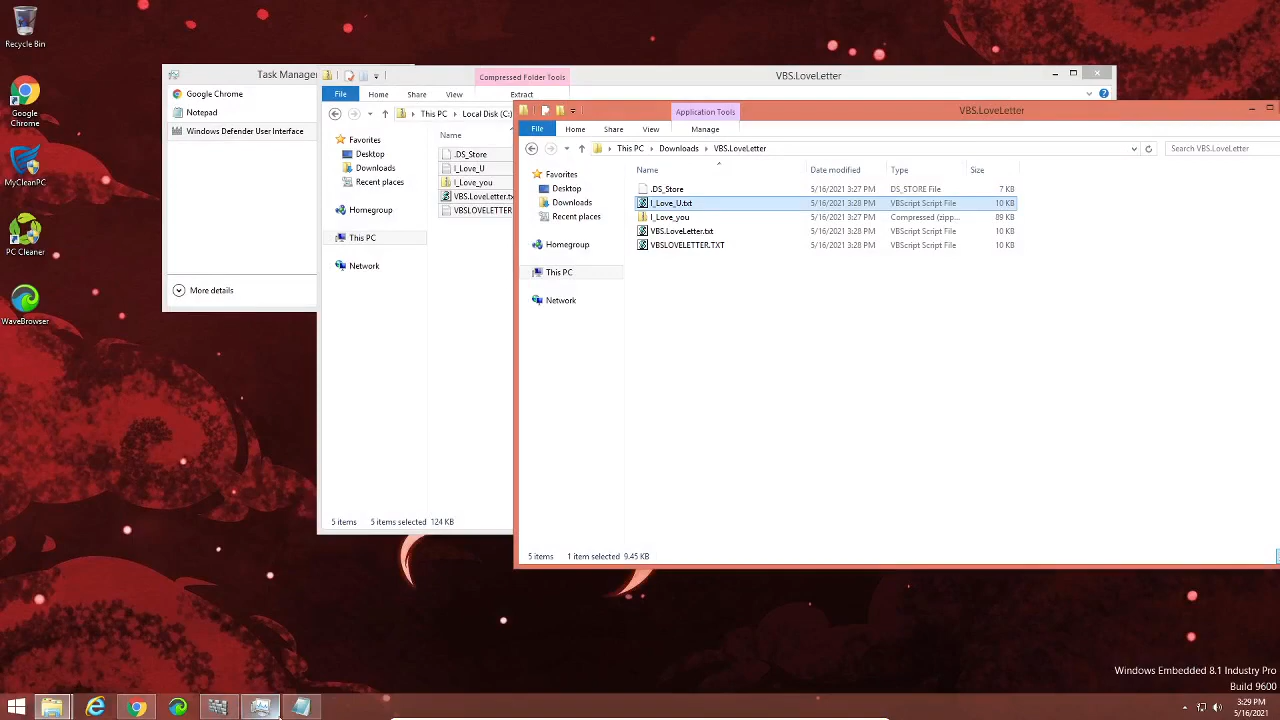 Recycle Bin
Google
Chrome
MyCleanPC
PC Cleaner
WaveBrowser
Task Manager
Google Chrome
Notepad
Windows Defender User Interface
More details
Compressed Folder Tools
VBS.LoveLetter
File Home Share View Extract
This PC Local Disk (C:)
Favorites
Desktop
Downloads
Recent places
Homegroup
This PC
Network
Name
.DS_Store
I_Love_U
I_Love_you
VBS.LoveLetter.tx
VBSLOVELETTER
5 items 5 items selected 124 KB
Application Tools
VBS.LoveLetter
File Home Share View Manage
This PC Downloads VBS.LoveLetter
Search VBS.LoveLetter
Favorites
Desktop
Downloads
Recent places
Homegroup
This PC
Network
Name Date modified Type Size
.DS_Store 5/16/2021 3:27 PM DS_STORE File 7 KB
I_Love_U.txt 5/16/2021 3:28 PM VBScript Script File 10 KB
I_Love_you 5/16/2021 3:27 PM Compressed (zipp... 89 KB
VBS.LoveLetter.txt 5/16/2021 3:28 PM VBScript Script File 10 KB
VBSLOVELETTER.TXT 5/16/2021 3:28 PM VBScript Script File 10 KB
5 items 1 item selected 9.45 KB
Windows Embedded 8.1 Industry Pro
Build 9600
3:29 PM
5/16/2021